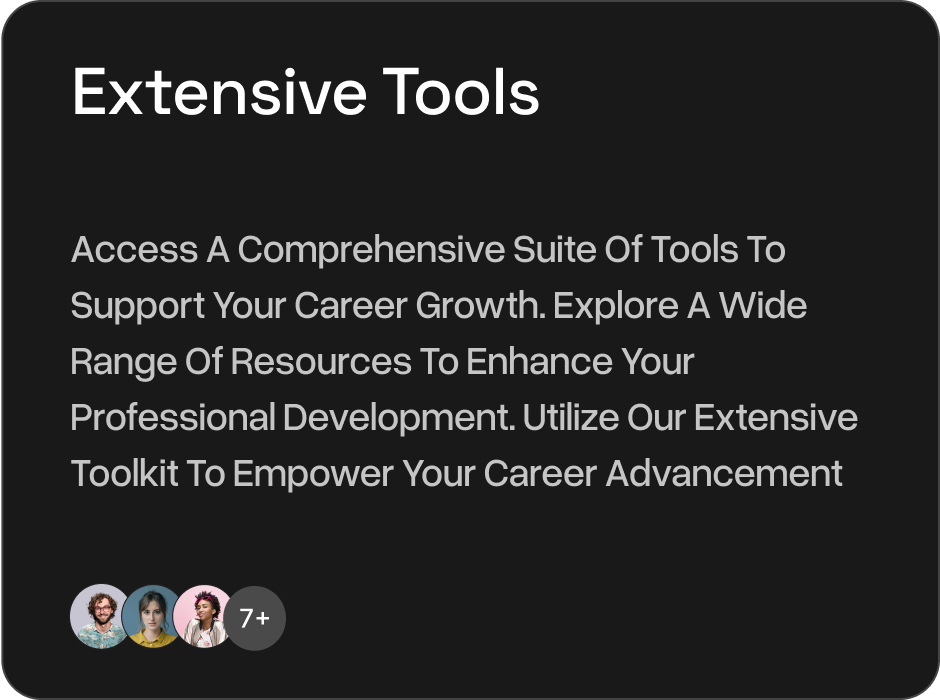 Extensive Tools
Access A Comprehensive Suite Of Tools To
Support Your Career Growth. Explore A Wide
Range Of Resources To Enhance Your
Professional Development. Utilize Our Extensive
Toolkit To Empower Your Career Advancement
7+